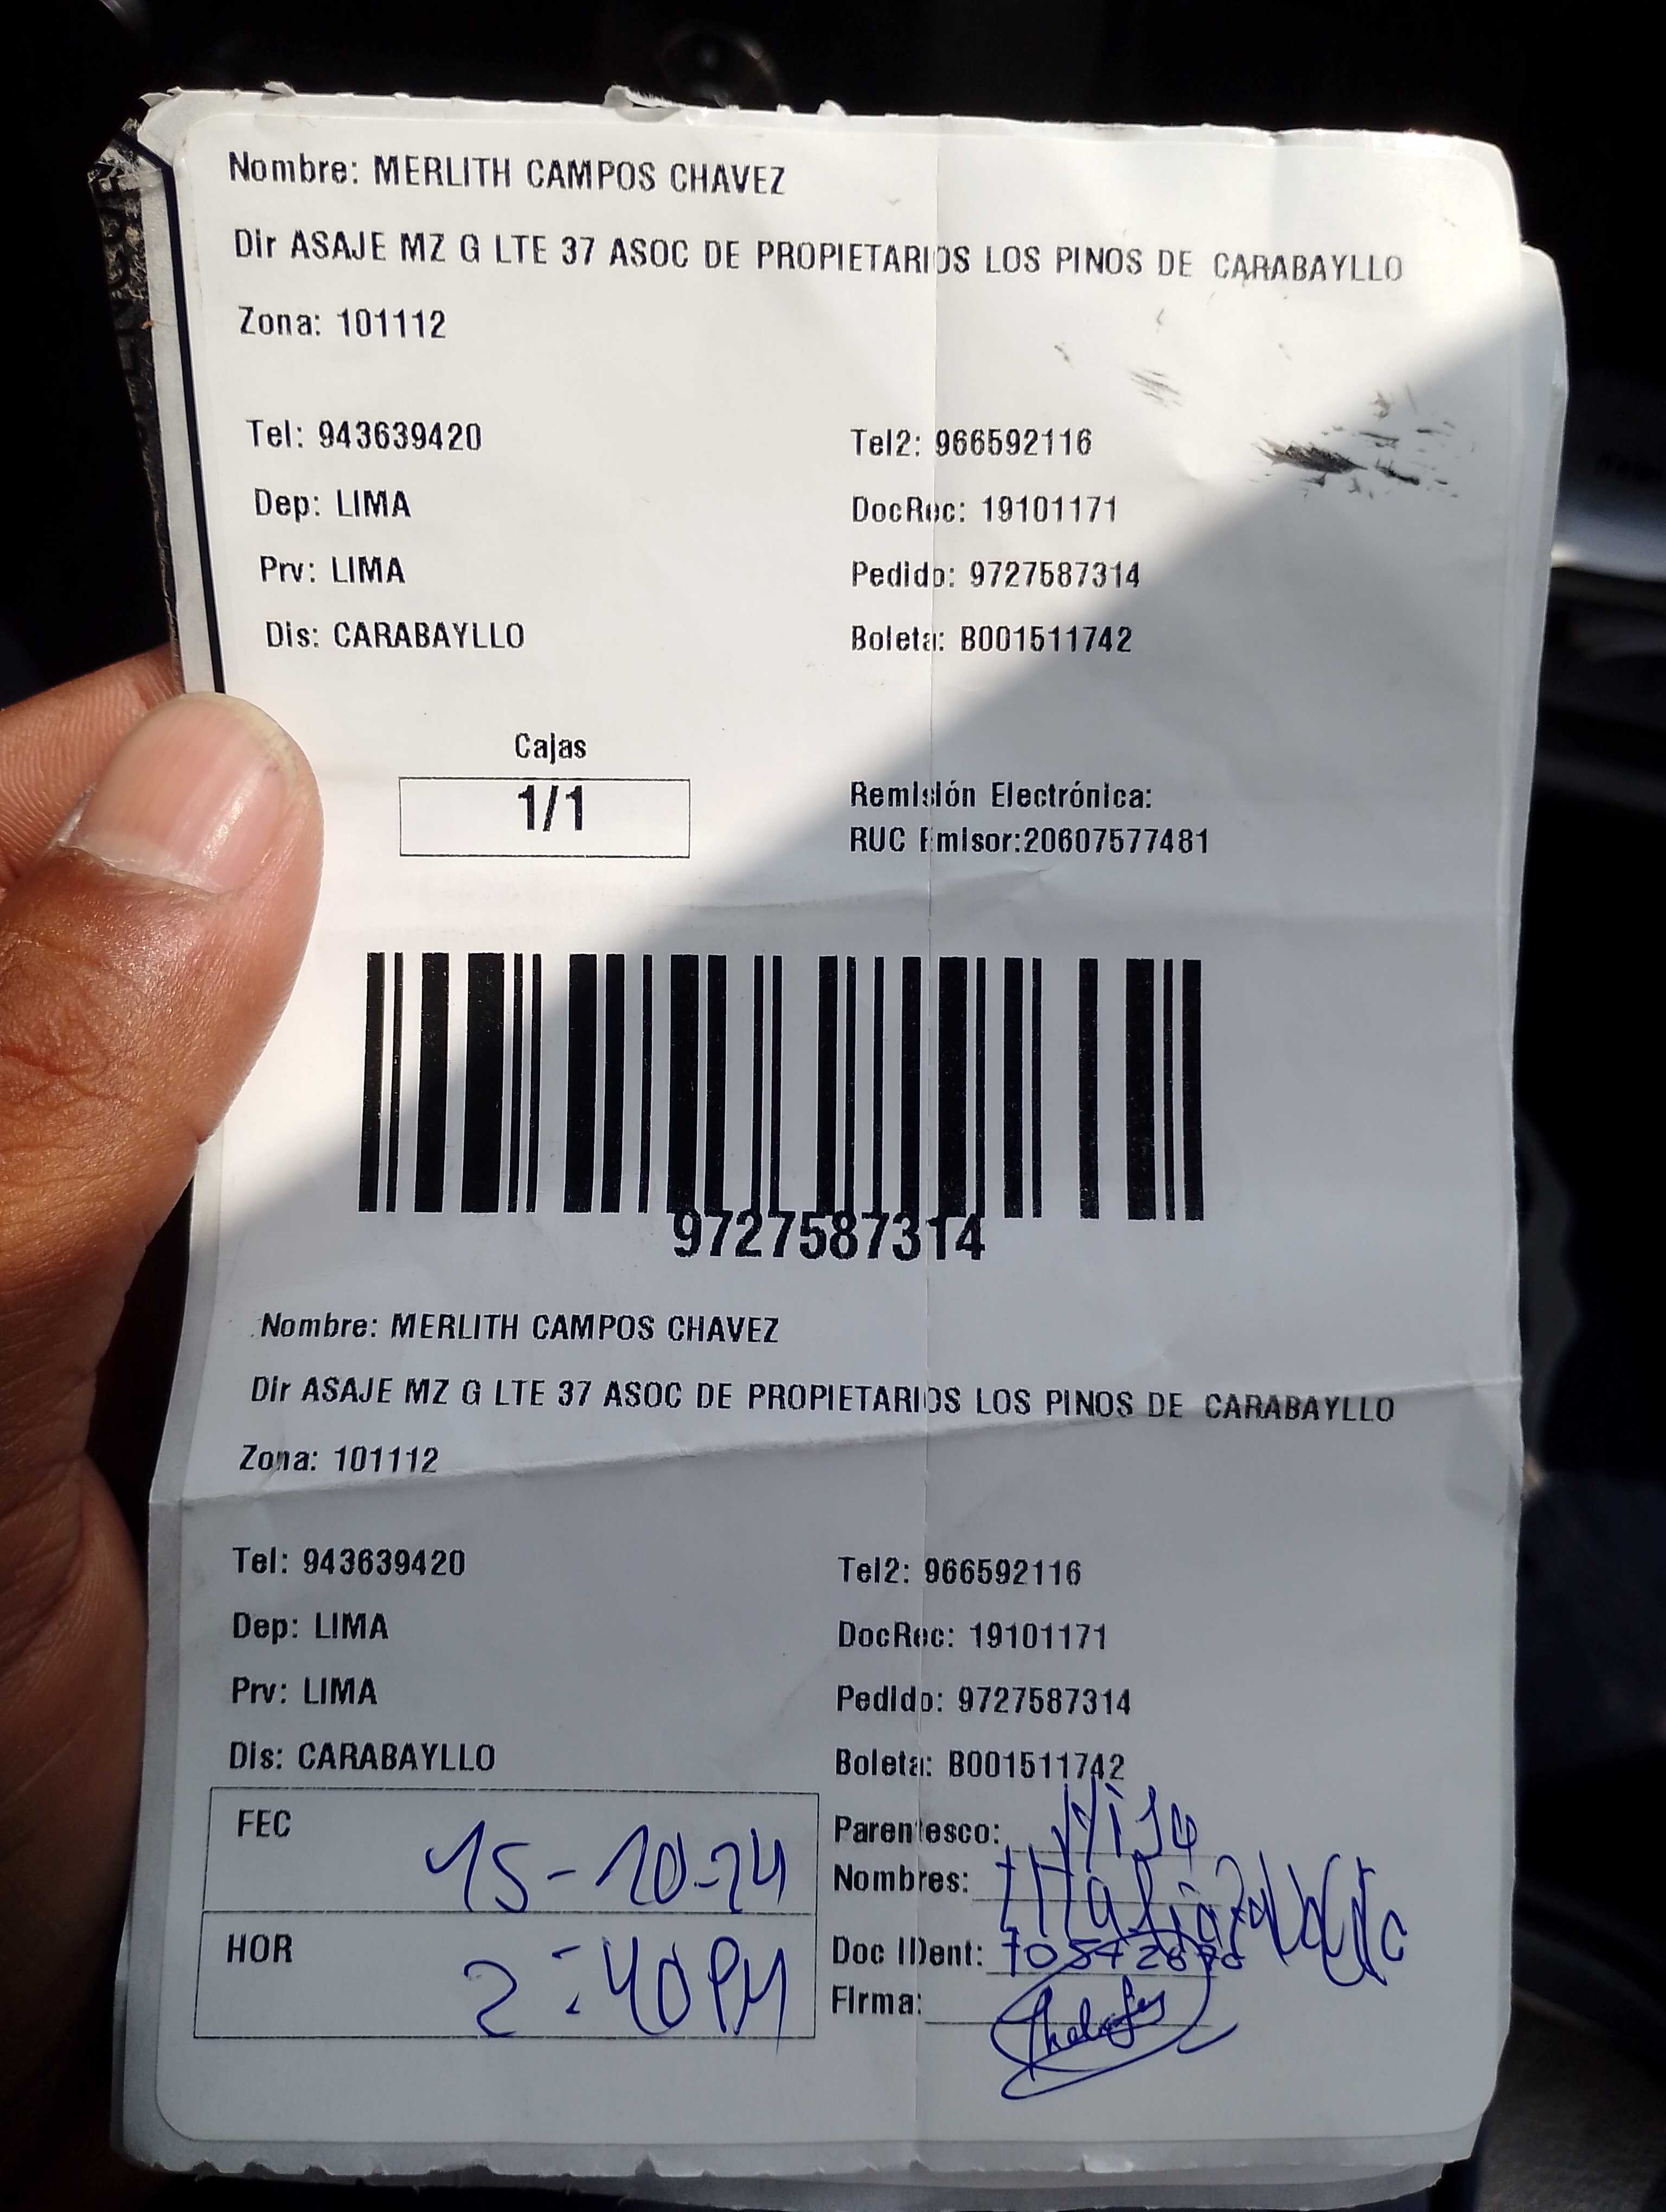 Nombre: MERLITH CAMPOS CHAVEZ
Dir ASAJE MZ G LTE 37 ASOC DE PROPIETARIOS LOS PINOS DE CARABAYLLO
Zona: 101112
Tel: 943639420 Tel2: 966592116
Dep: LIMA DocRec: 19101171
Prv: LIMA Pedido: 9727587314
Dis: CARABAYLLO Boleta: B001511742
Cajas
1/1
Remisión Electrónica:
RUC Emisor:20607577481
9727587314
Nombre: MERLITH CAMPOS CHAVEZ
Dir ASAJE MZ G LTE 37 ASOC DE PROPIETARIOS LOS PINOS DE CARABAYLLO
Zona: 101112
Tel: 943639420 Tel2: 966592116
Dep: LIMA DocRec: 19101171
Prv: LIMA Pedido: 9727587314
Dis: CARABAYLLO Boleta: B001511742
FEC 15-10-24
HOR 2:40 PM
Parentesco:
Nombres:
Doc IDent:
Firma: